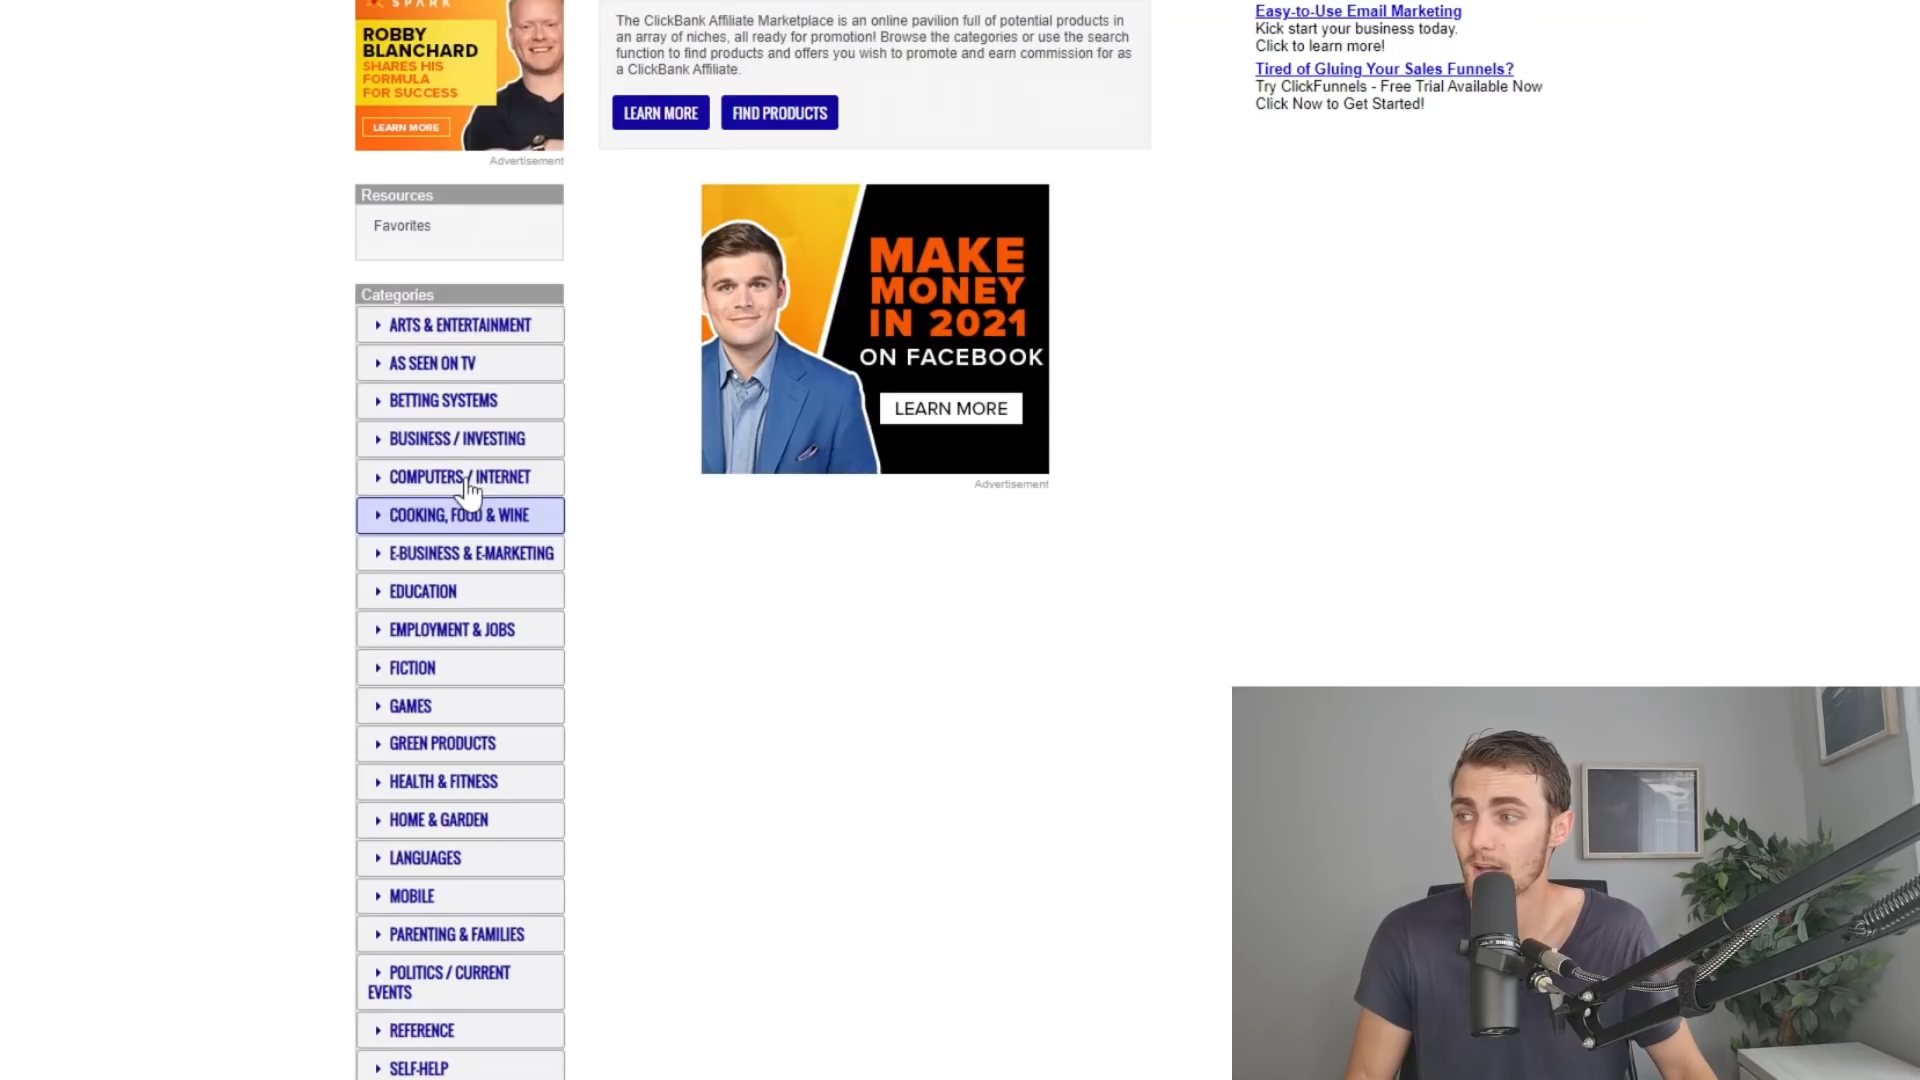 SPARK
ROBBY
BLANCHARD
SHARES HIS
FORMULA
FOR SUCCESS
LEARN MORE
Advertisement
Resources
Favorites
Categories
ARTS & ENTERTAINMENT
AS SEEN ON TV
BETTING SYSTEMS
BUSINESS / INVESTING
COMPUTERS / INTERNET
COOKING, FOOD & WINE
E-BUSINESS & E-MARKETING
EDUCATION
EMPLOYMENT & JOBS
FICTION
GAMES
GREEN PRODUCTS
HEALTH & FITNESS
HOME & GARDEN
LANGUAGES
MOBILE
PARENTING & FAMILIES
POLITICS / CURRENT
EVENTS
REFERENCE
SELF-HELP
The ClickBank Affiliate Marketplace is an online pavilion full of potential products in
an array of niches, all ready for promotion! Browse the categories or use the search
function to find products and offers you wish to promote and earn commission for as
a ClickBank Affiliate.
LEARN MORE
FIND PRODUCTS
MAKE
MONEY
IN 2021
ON FACEBOOK
LEARN MORE
Advertisement
Easy-to-Use Email Marketing
Kick start your business today.
Click to learn more!
Tired of Gluing Your Sales Funnels?
Try ClickFunnels - Free Trial Available Now
Click Now to Get Started!